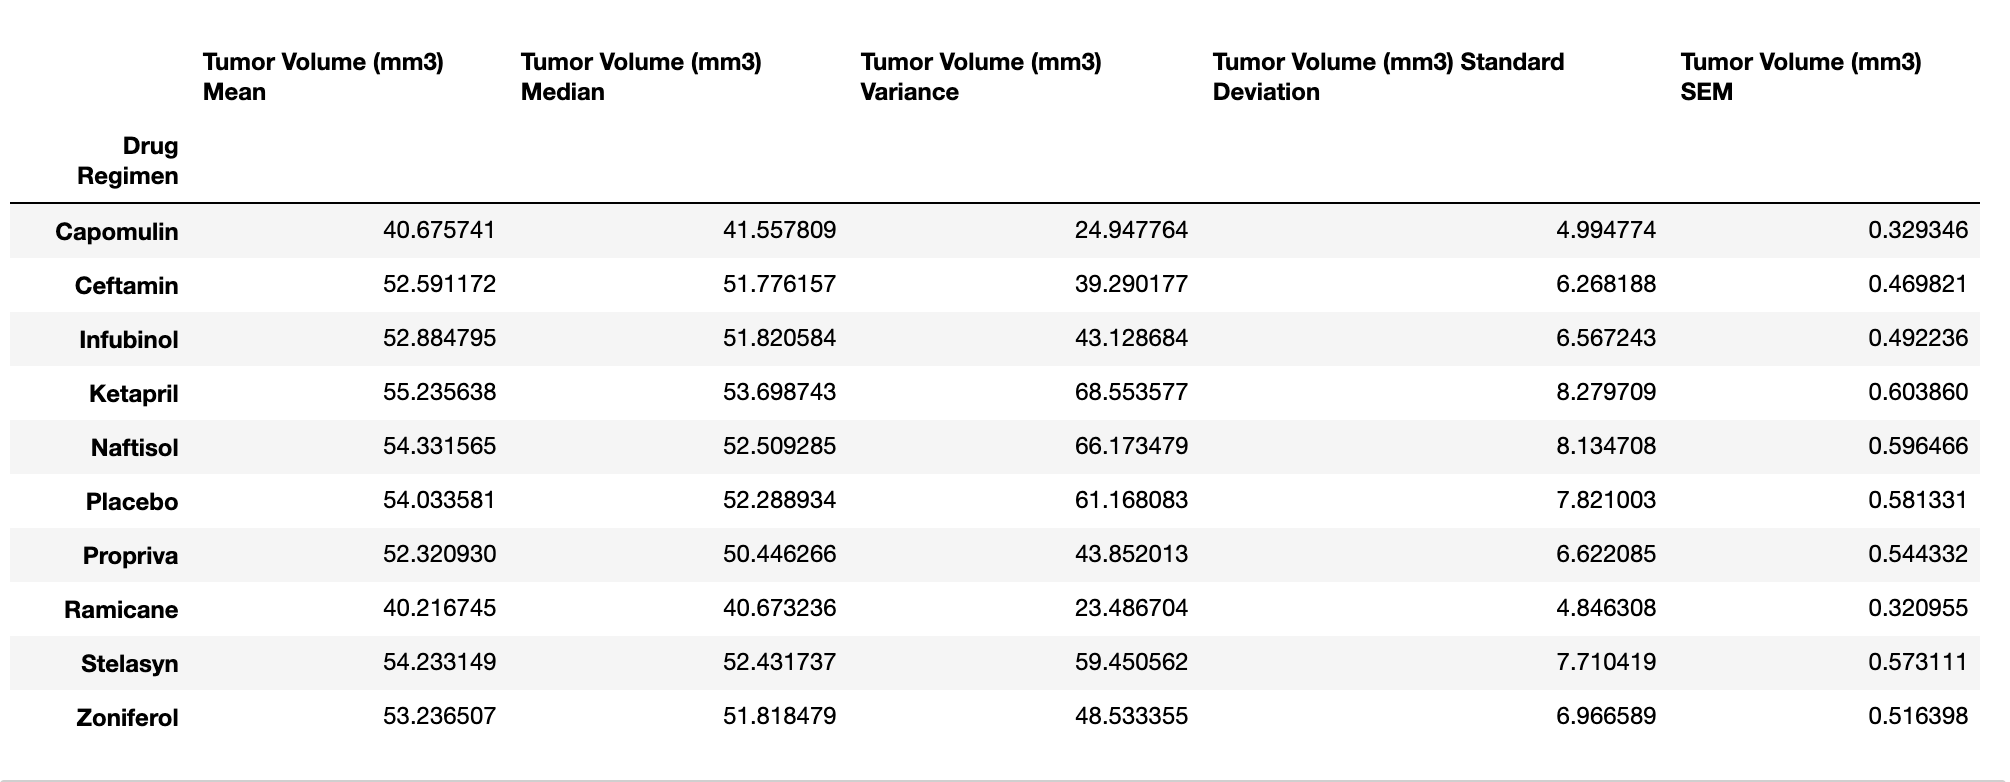 Tumor Volume (mm3) Mean Tumor Volume (mm3) Median Tumor Volume (mm3) Variance Tumor Volume (mm3) Standard Deviation Tumor Volume (mm3) SEM
Drug Regimen
Capomulin 40.675741 41.557809 24.947764 4.994774 0.329346
Ceftamin 52.591172 51.776157 39.290177 6.268188 0.469821
Infubinol 52.884795 51.820584 43.128684 6.567243 0.492236
Ketapril 55.235638 53.698743 68.553577 8.279709 0.603860
Naftisol 54.331565 52.509285 66.173479 8.134708 0.596466
Placebo 54.033581 52.288934 61.168083 7.821003 0.581331
Propriva 52.320930 50.446266 43.852013 6.622085 0.544332
Ramicane 40.216745 40.673236 23.486704 4.846308 0.320955
Stelasyn 54.233149 52.431737 59.450562 7.710419 0.573111
Zoniferol 53.236507 51.818479 48.533355 6.966589 0.516398